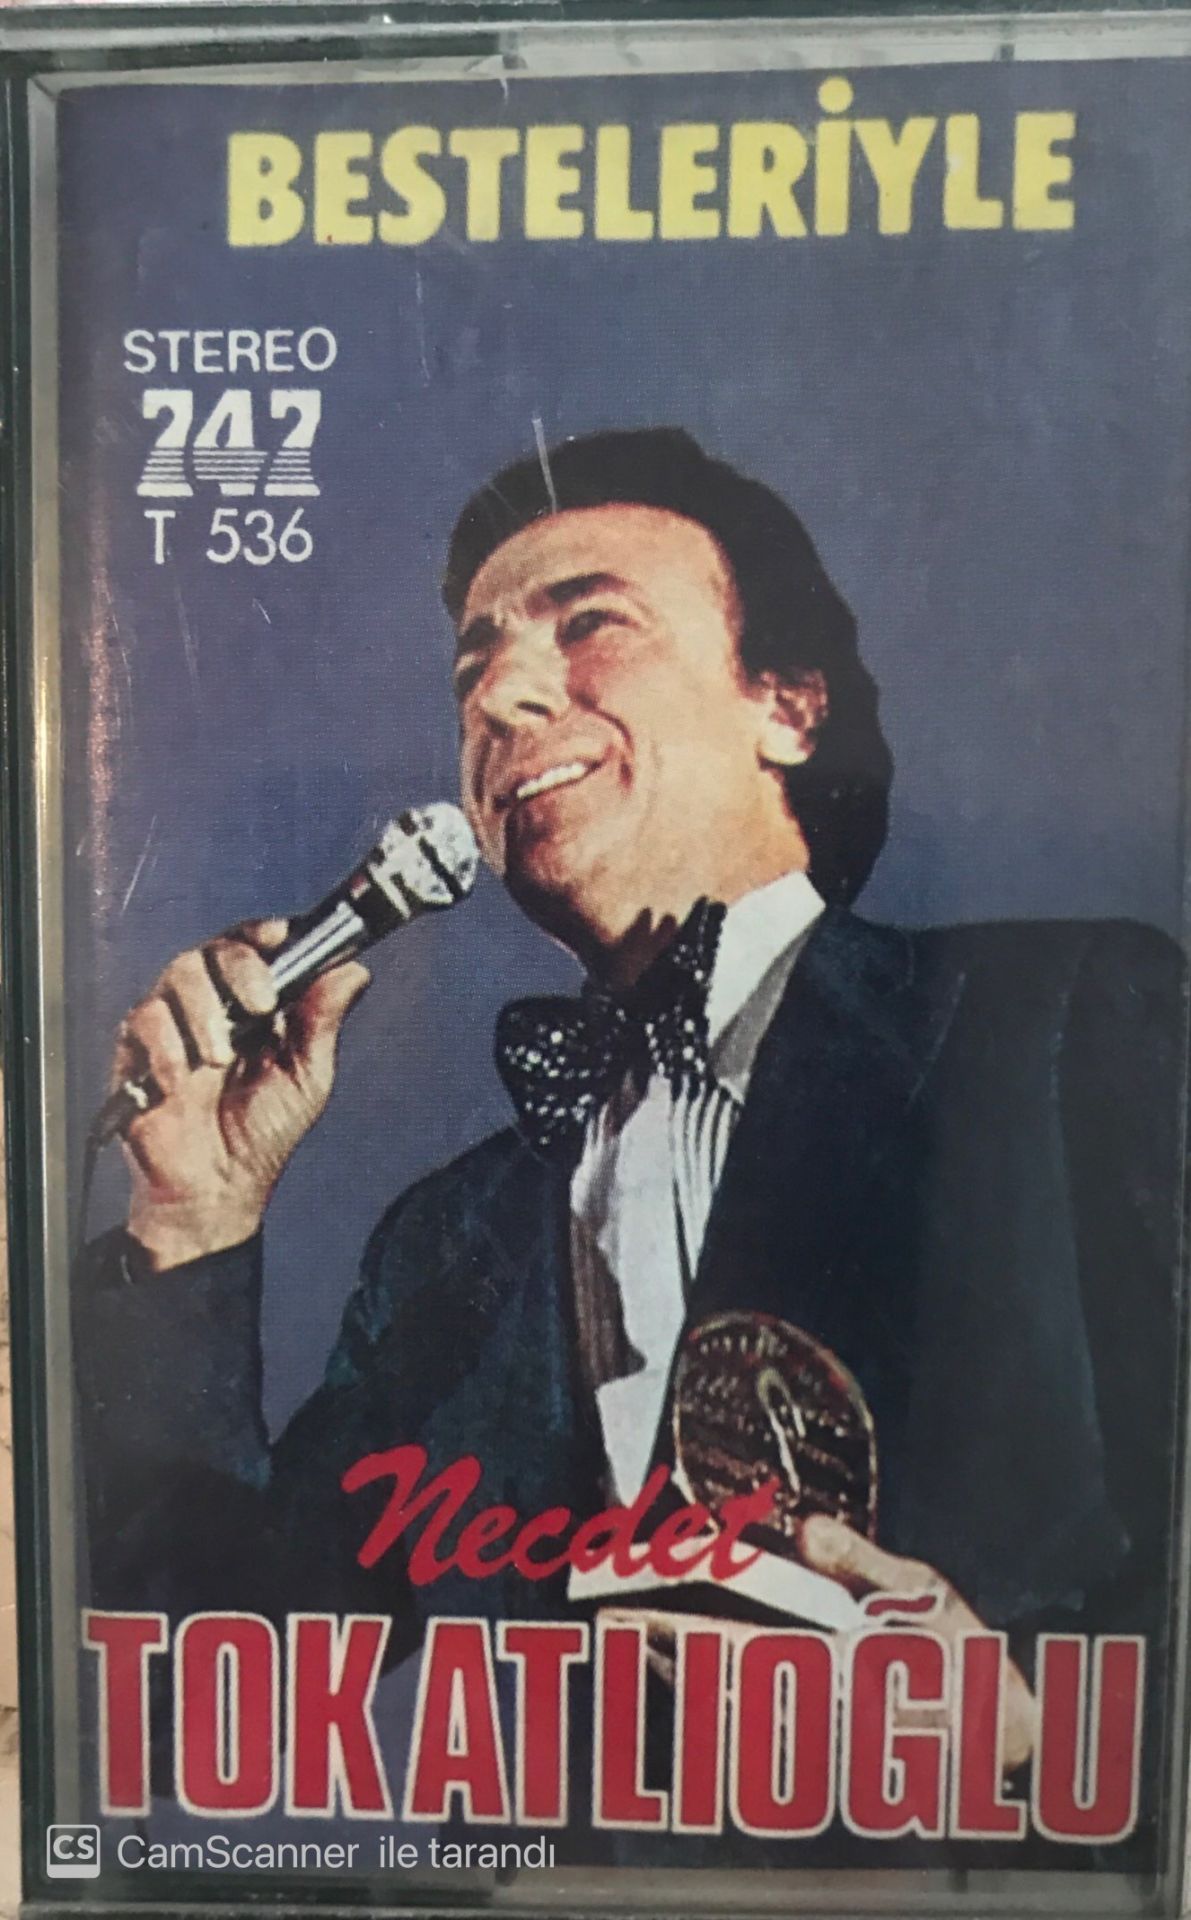 BESTELERİYLE
STEREO
747
T 536
Necdet
TOKATLIOĞLU
CS CamScanner ile tarandı